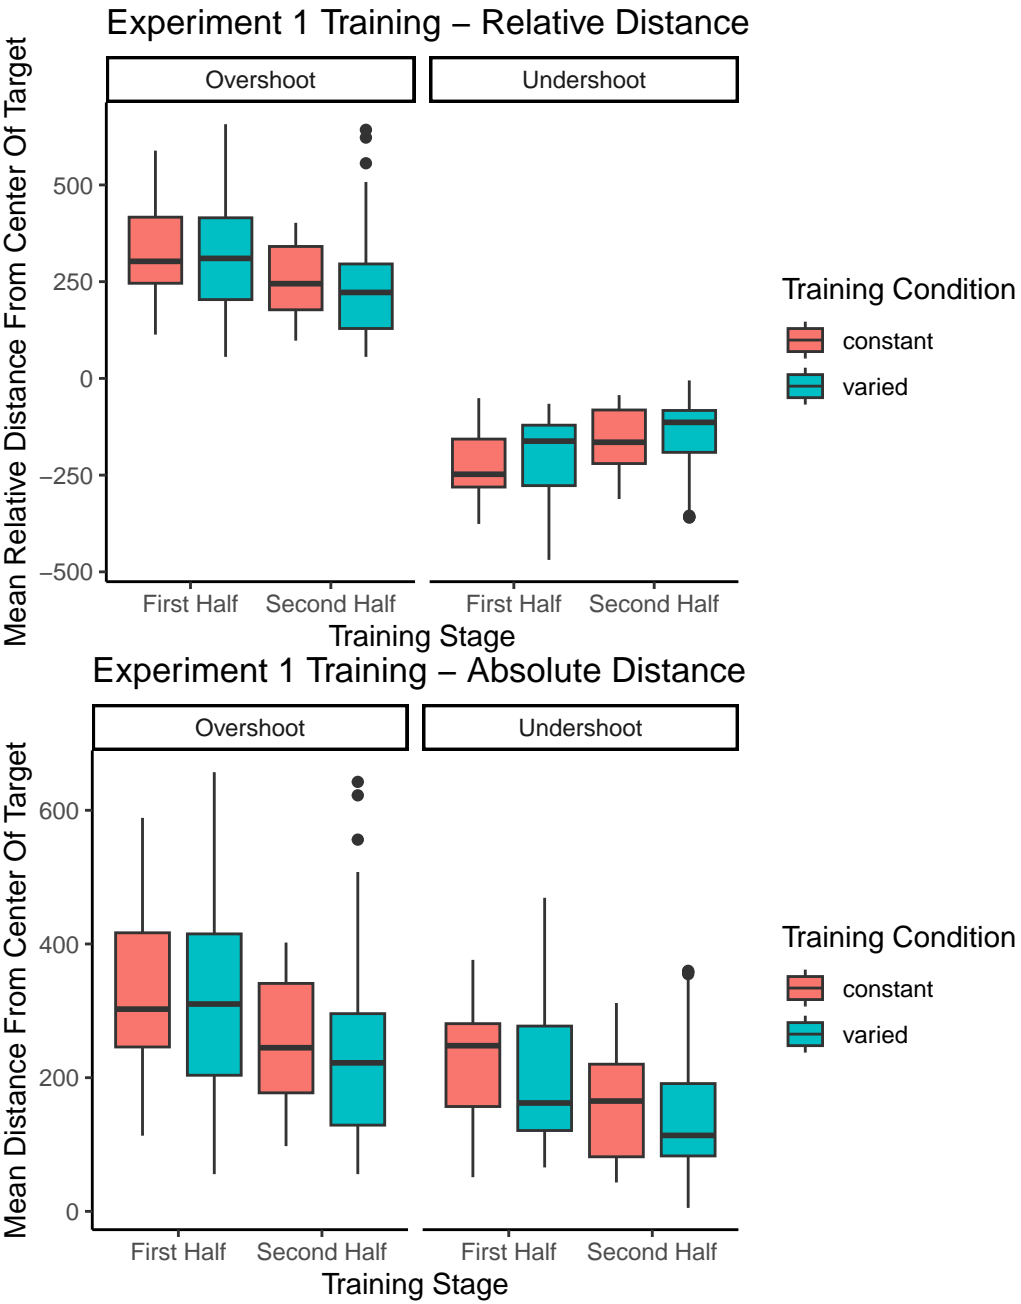 Experiment 1 Training – Relative Distance
Mean Relative Distance From Center Of Target
Overshoot
Undershoot
500
250
0
−250
−500
First Half
Second Half
First Half
Second Half
Training Stage
Training Condition
constant
varied
Experiment 1 Training – Absolute Distance
Mean Distance From Center Of Target
Overshoot
Undershoot
600
400
200
0
First Half
Second Half
First Half
Second Half
Training Stage
Training Condition
constant
varied